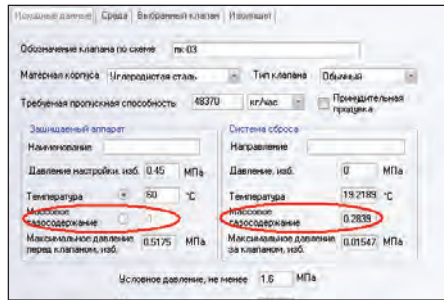 Исходные данные Среда Выбранный клапан Изолящит
Обозначение клапана по схеме пк-03
Материал корпуса Углеродистая сталь Тип клапана Обычный
Требуемая пропускная способность 48370 кг/час Принудительная продувка
Защищаемый аппарат Система сброса
Наименование Направление
Давление настройки, изб. 0.45 МПа Давление, изб. 0 МПа
Температура 60 °C Температура 19.2189 °C
Массовое газосодержание Массовое газосодержание 0.2839
Максимальное давление перед клапаном, изб. 0.5175 МПа Максимальное давление за клапаном, изб. 0.01547 МПа
Условное давление, не менее 1.6 МПа